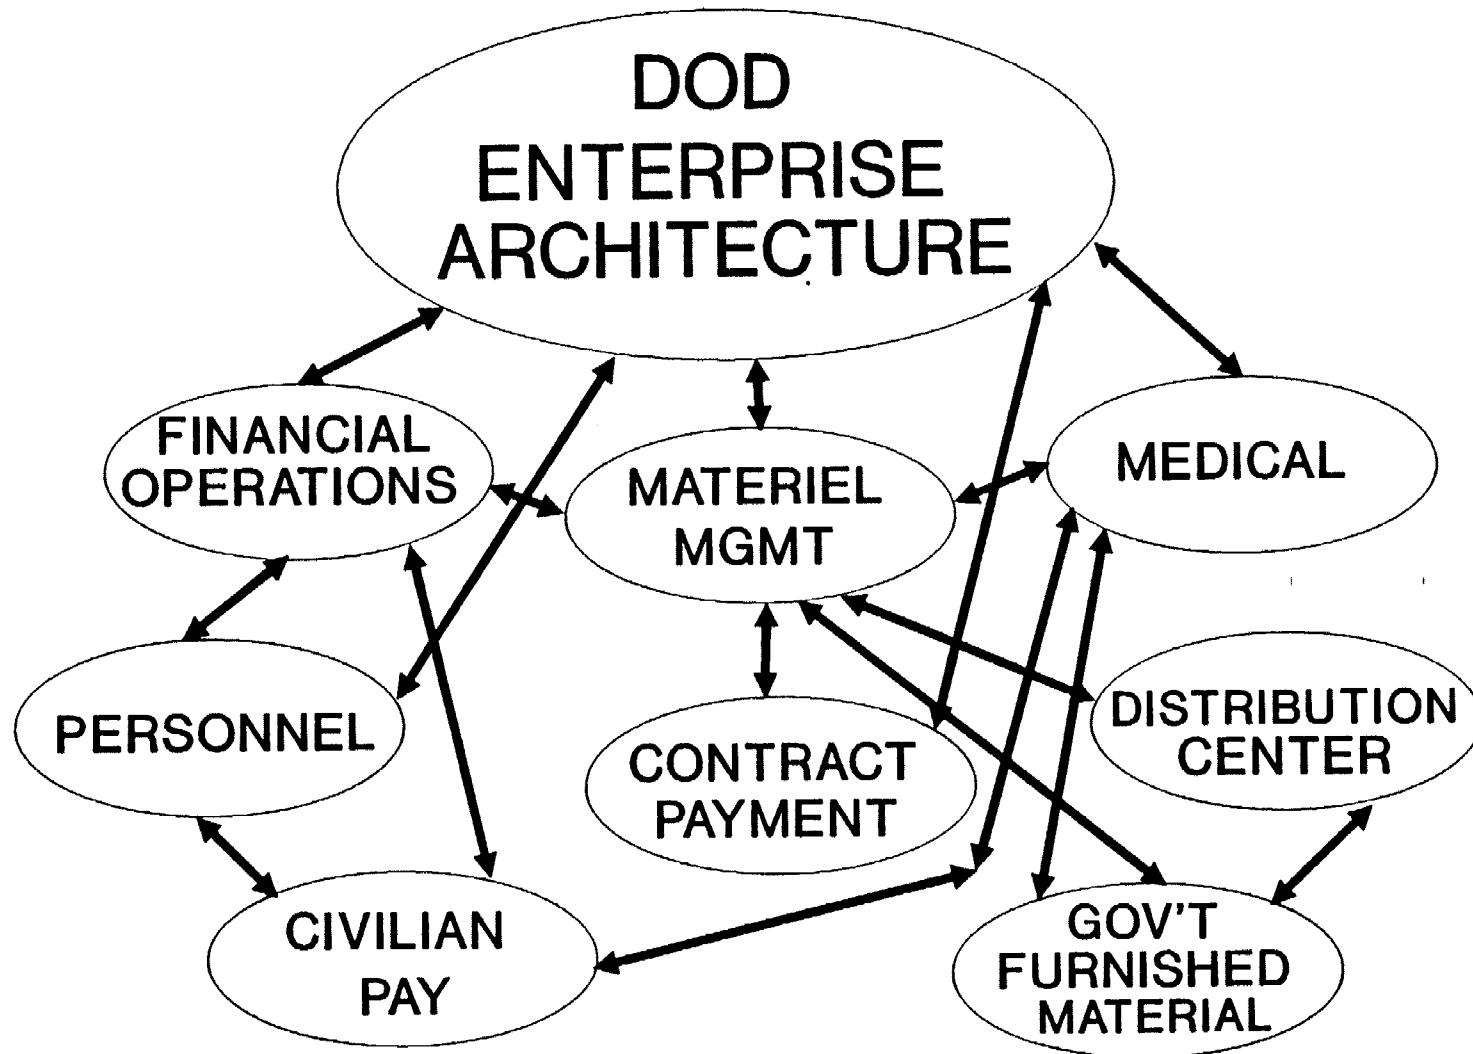 DOD
ENTERPRISE
ARCHITECTURE
FINANCIAL
OPERATIONS
MATERIEL
MGMT
MEDICAL
PERSONNEL
CONTRACT
PAYMENT
DISTRIBUTION
CENTER
CIVILIAN
PAY
GOV'T
FURNISHED
MATERIAL